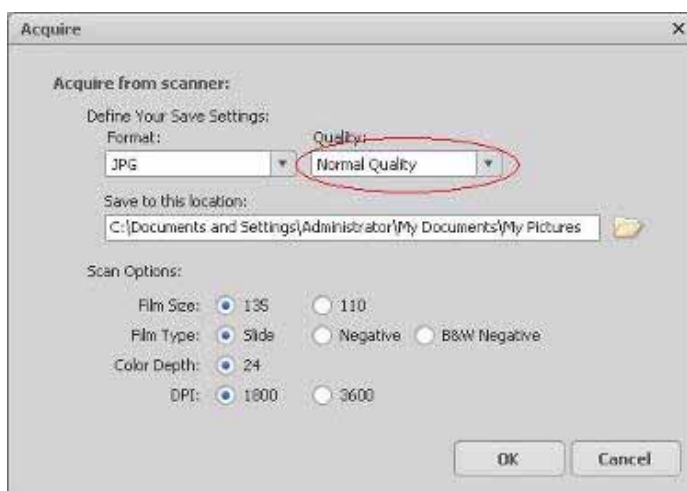 Acquire
Acquire from scanner:
Define Your Save Settings:
Format: Quality:
JPG Normal Quality
Save to this location:
C:\Documents and Settings\Administrator\My Documents\My Pictures
Scan Options:
Film Size: 135 110
Film Type: Slide Negative B&W Negative
Color Depth: 24
DPI: 1800 3600
OK Cancel